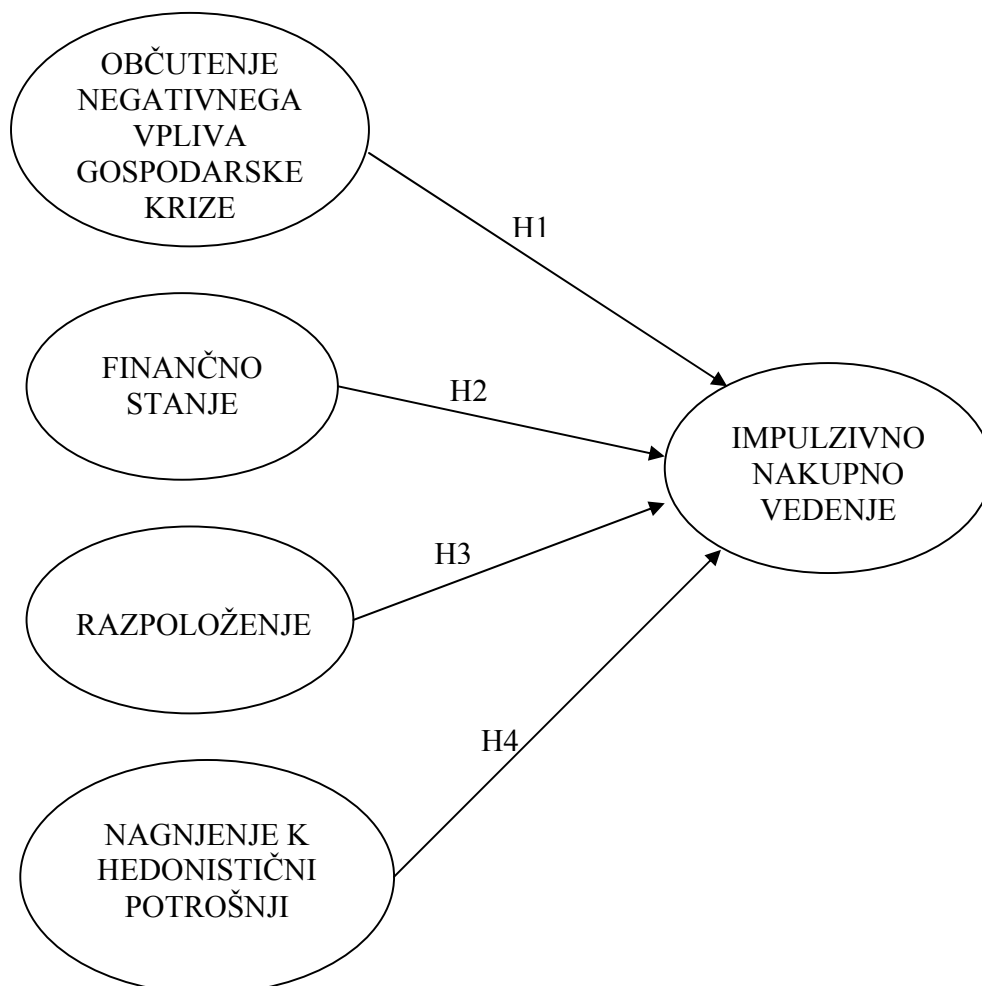 OBČUTENJE
NEGATIVNEGA
VPLIVA
GOSPODARSKE
KRIZE
H1
FINANČNO
STANJE
H2
IMPULZIVNO
NAKUPNO
VEDENJE
H3
RAZPOLOŽENJE
H4
NAGNJENJE K
HEDONISTIČNI
POTROŠNJI